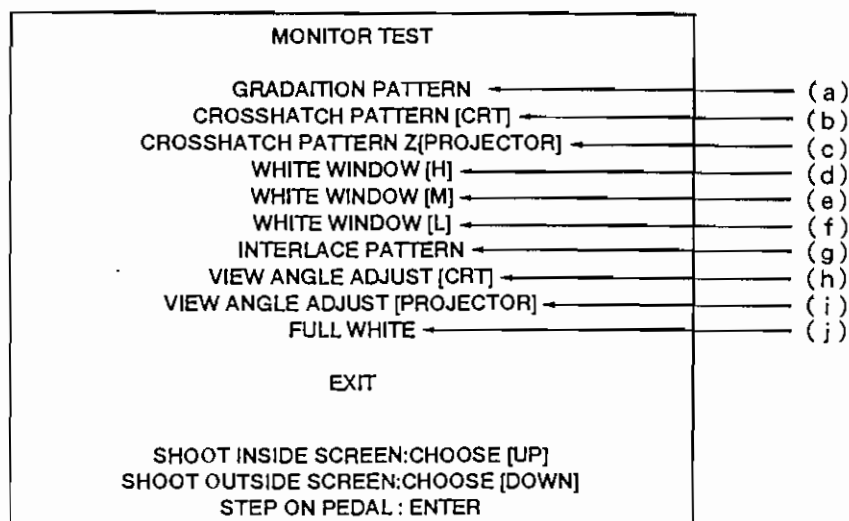 MONITOR TEST
GRADAITION PATTERN (a)
CROSSHATCH PATTERN [CRT] (b)
CROSSHATCH PATTERN Z{PROJECTOR] (c)
WHITE WINDOW [H] (d)
WHITE WINDOW [M] (e)
WHITE WINDOW [L] (f)
INTERLACE PATTERN (g)
VIEW ANGLE ADJUST [CRT] (h)
VIEW ANGLE ADJUST [PROJECTOR] (i)
FULL WHITE (j)
EXIT
SHOOT INSIDE SCREEN:CHOOSE [UP]
SHOOT OUTSIDE SCREEN:CHOOSE [DOWN]
STEP ON PEDAL : ENTER